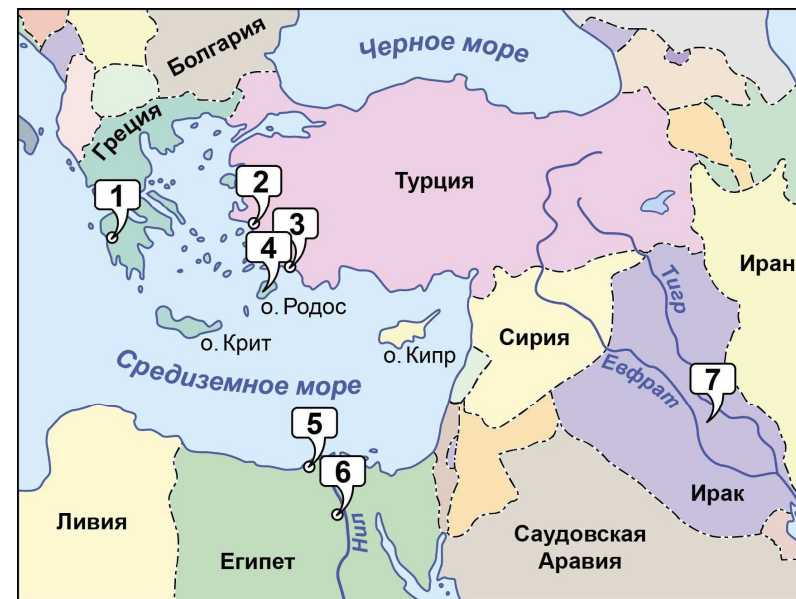 Болгария
Черное море
Греция
1
2
3
4
Турция
Иран
Тигр
о. Родос
о. Крит
о. Кипр
Сирия
Средиземное море
Евфрат
7
5
6
Ирак
Ливия
Нил
Египет
Саудовская
Аравия